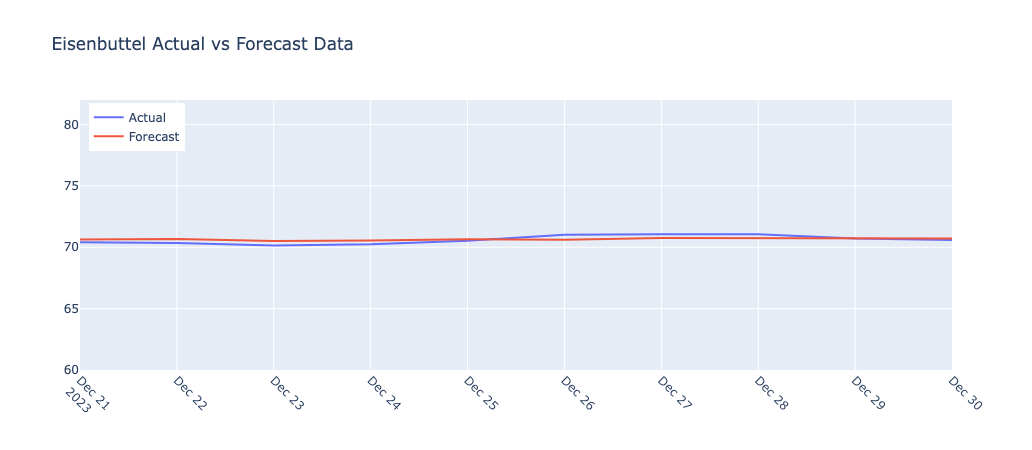 Eisenbuttel Actual vs Forecast Data
Actual
Forecast
80
75
70
65
60
Dec 21
2023
Dec 22
Dec 23
Dec 24
Dec 25
Dec 26
Dec 27
Dec 28
Dec 29
Dec 30